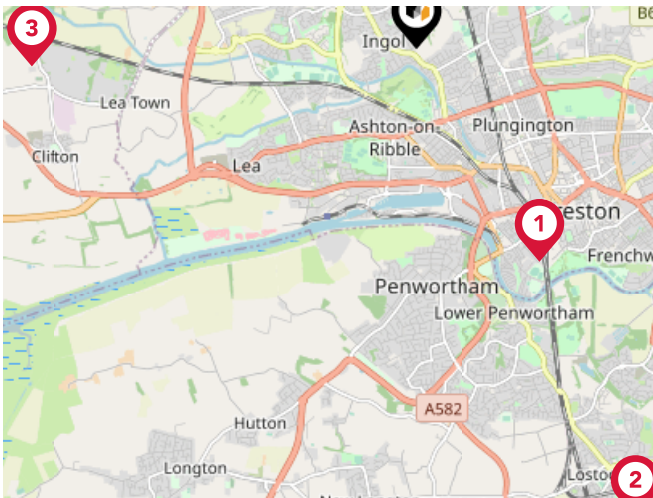 3
B6
Ingol
Lea Town
Plungington
Ashton-on-
Ribble
Clifton
Lea
1
reston
Frenchw
Penwortham
Lower Penwortham
A582
Hutton
Longton
Losto
2